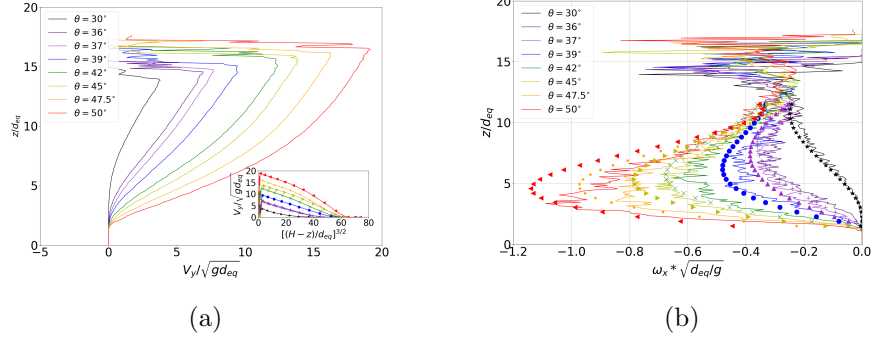 z/d_eq
20
15
10
5
0
−5
0
5
10
15
20
V_y/√gd_eq
θ = 30°
θ = 36°
θ = 37°
θ = 39°
θ = 42°
θ = 45°
θ = 47.5°
θ = 50°
V_y/√gd_eq
20
15
10
5
0
0
20
40
60
80
[(H − z)/d_eq]^3/2
(a)
z/d_eq
20
15
10
5
0
−1.2
−1.0
−0.8
−0.6
−0.4
−0.2
0.0
ω_x * √d_eq/g
θ = 30°
θ = 36°
θ = 37°
θ = 39°
θ = 42°
θ = 45°
θ = 47.5°
θ = 50°
(b)